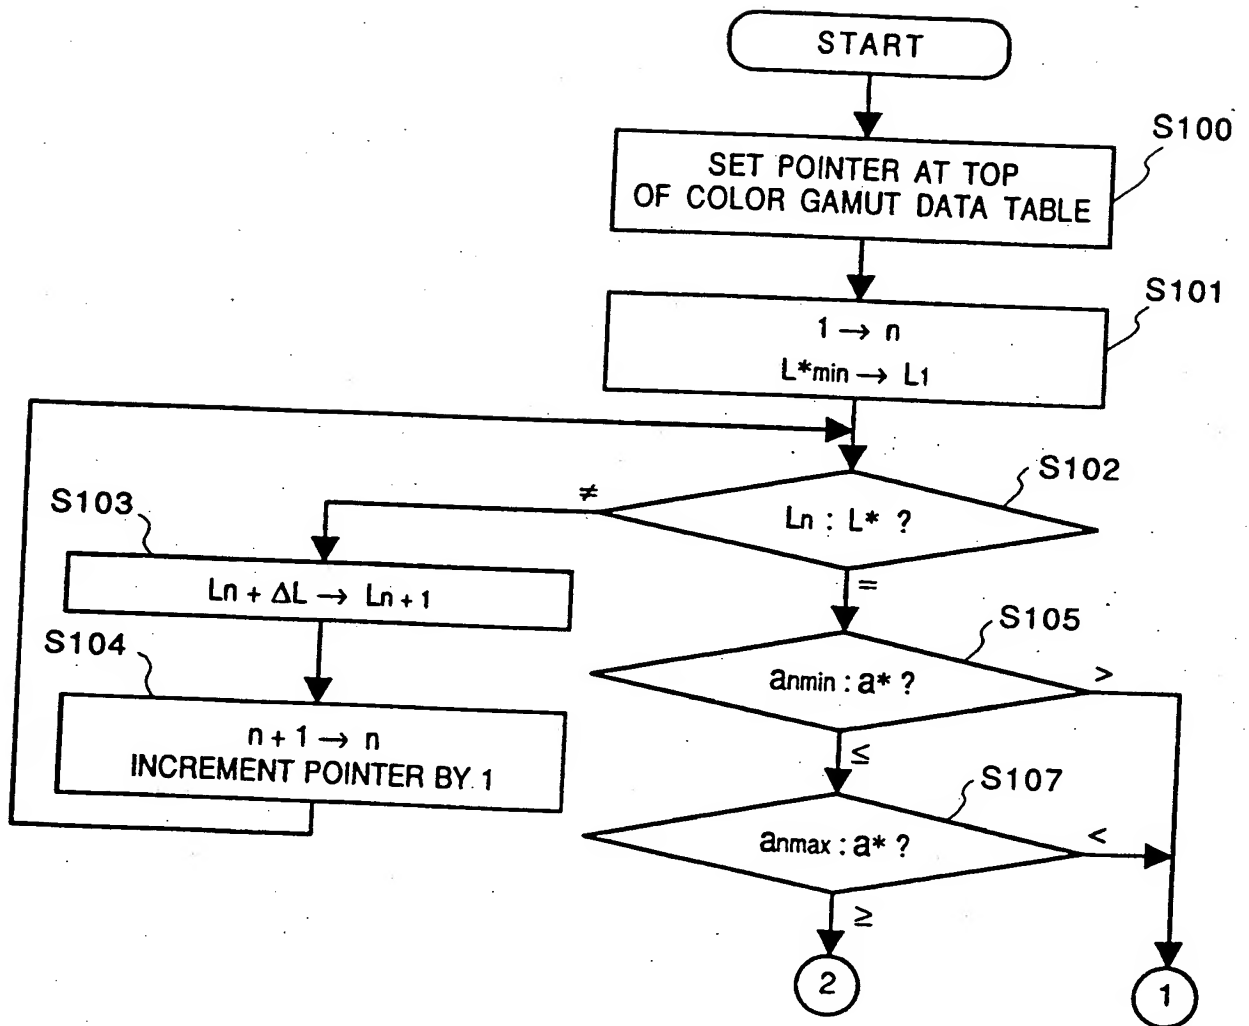 START
S100
SET POINTER AT TOP
OF COLOR GAMUT DATA TABLE
S101
1 → n
L*min → L1
S102
≠
Ln : L* ?
=
S103
Ln + ΔL → Ln + 1
S104
n + 1 → n
INCREMENT POINTER BY 1
S105
anmin : a* ?
>
≤
S107
anmax : a* ?
<
≥
2
1